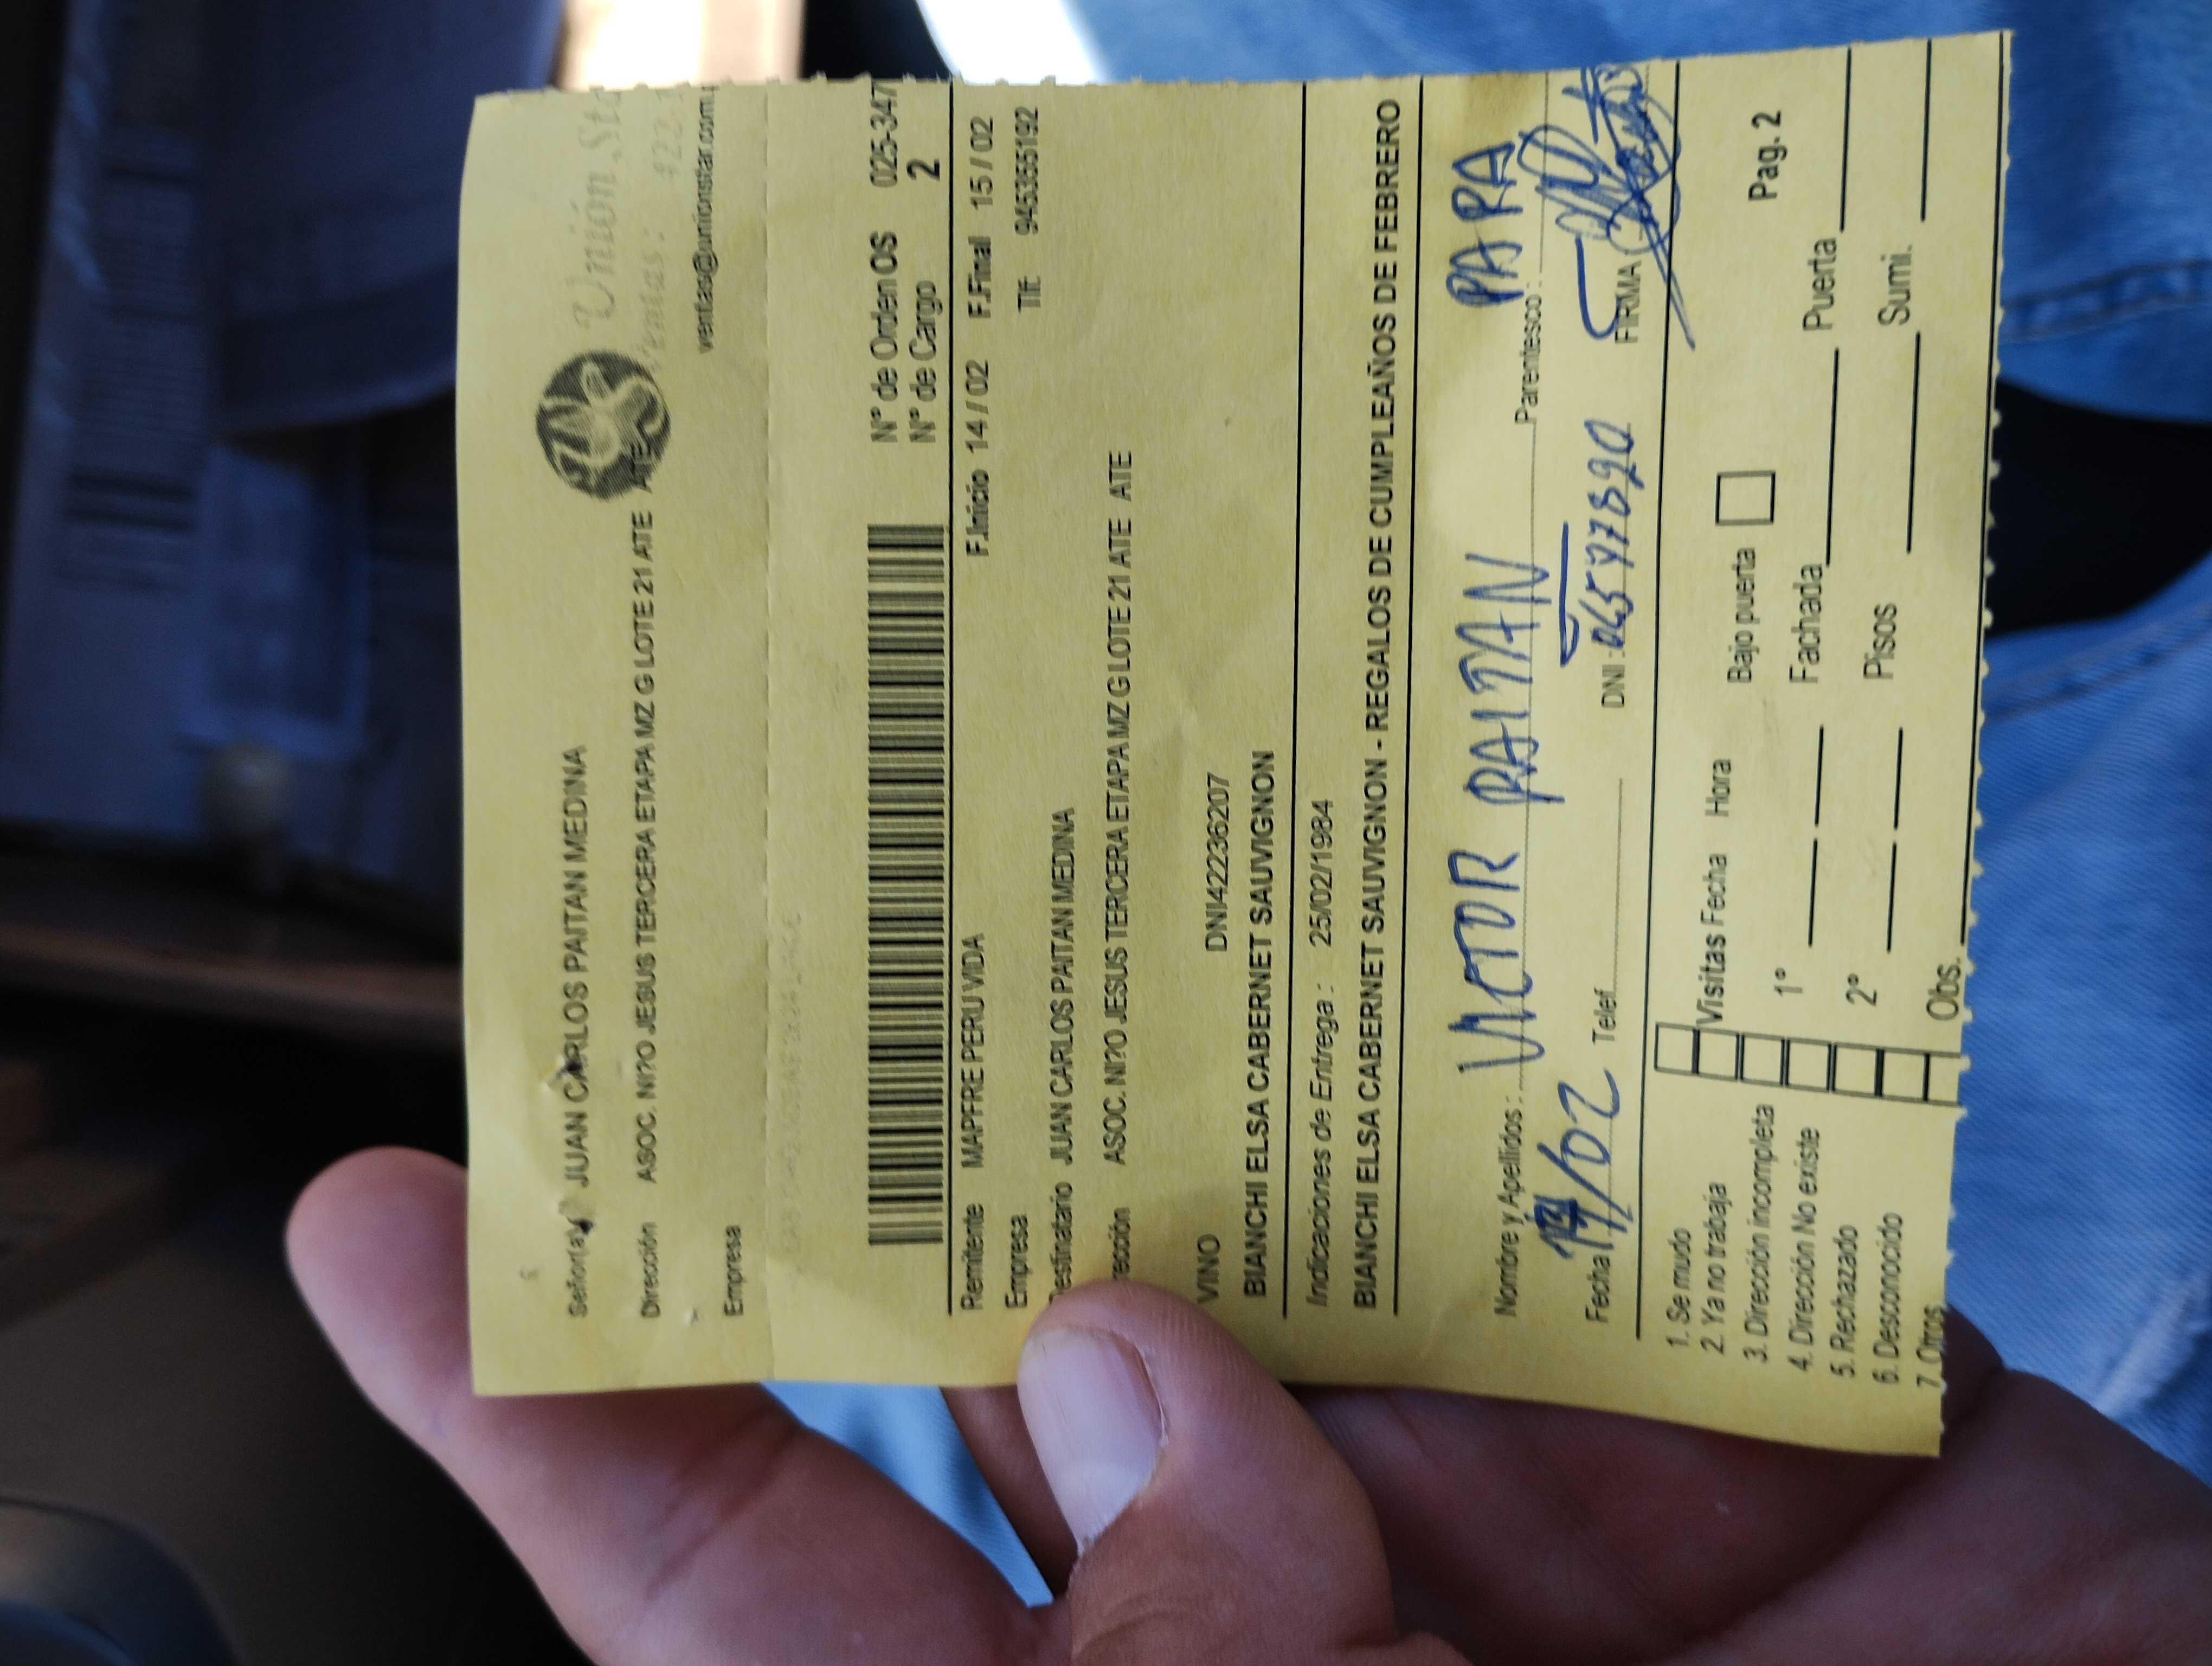 Señor(a) JUAN CARLOS PAITAN MEDINA
Unión Sta
Dirección ASOC. NI?O JESUS TERCERA ETAPA MZ G LOTE 21 ATE ATE
Ventas: 422-
ventas@unionstar.com.
Empresa
N° de Orden OS 025-347
N° de Cargo 2
Remitente MAPFRE PERU VIDA F.Inicio 14 / 02 F.Final 15 / 02
Empresa Tlf:
Destinatario JUAN CARLOS PAITAN MEDINA
rección ASOC. NI?O JESUS TERCERA ETAPA MZ G LOTE 21 ATE ATE
VINO DNI42236207
BIANCHI ELSA CABERNET SAUVIGNON
Indicaciones de Entrega : 25/02/1984
BIANCHI ELSA CABERNET SAUVIGNON - REGALOS DE CUMPLEAÑOS DE FEBRERO
Nombre y Apellidos : VICTOR PAITAN Parentesco : PAPA
Fecha /02 Telef. DNI : FIRMA
1. Se mudo
2. Ya no trabaja Visitas Fecha Hora Bajo puerta Pag. 2
3. Dirección incompleta
4. Dirección No existe 1° Fachada Puerta
5. Rechazado
6. Desconocido 2° Pisos Sumi.
7. Otros Obs.